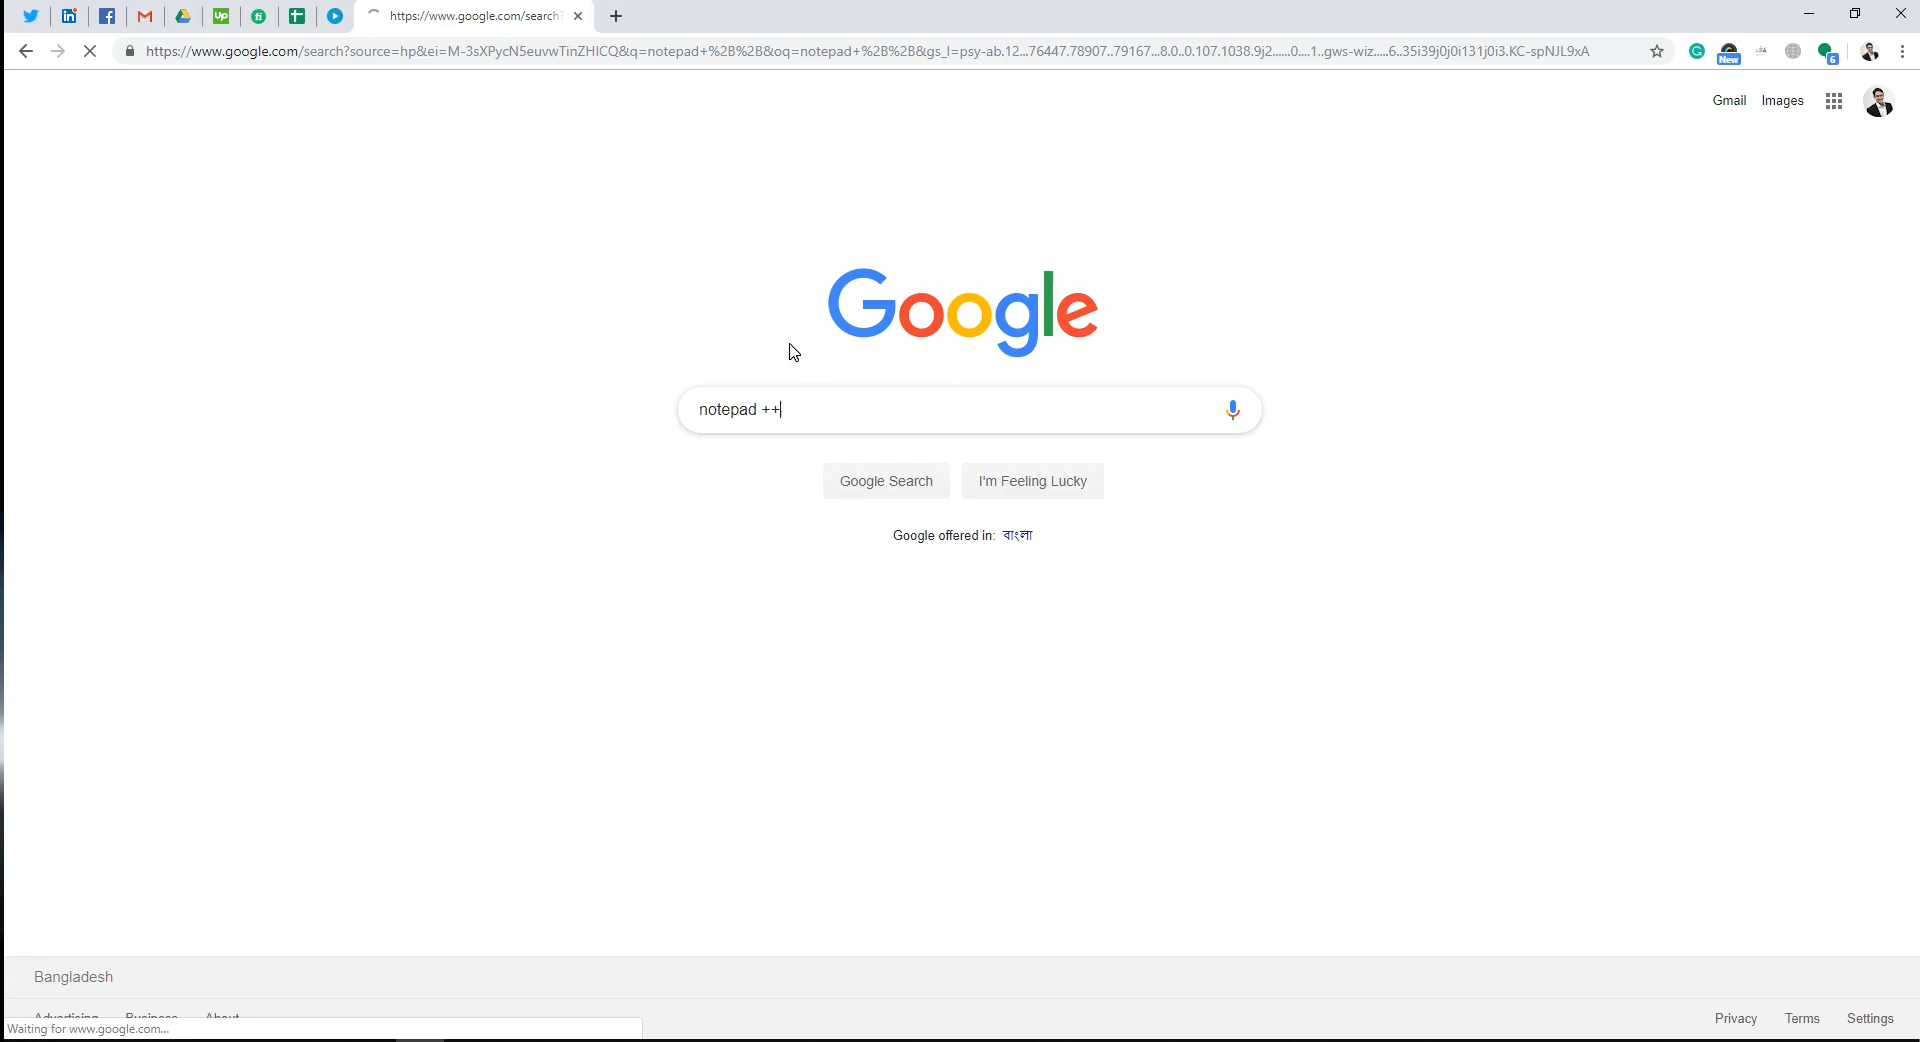 https://www.google.com/search?
https://www.google.com/search?source=hp&ei=M-3sXPycN5euvwTinZHICQ&q=notepad+%2B%2B&oq=notepad+%2B%2B&gs_l=psy-ab.12...76447.78907..79167...8.0..0.107.1038.9j2......0....1..gws-wiz.....6..35i39j0j0i131j0i3.KC-spNJL9xA
New
6
Gmail Images
Google
notepad ++
Google Search I'm Feeling Lucky
Google offered in: বাংলা
Bangladesh
Advertising Business About
Privacy Terms Settings
Waiting for www.google.com...